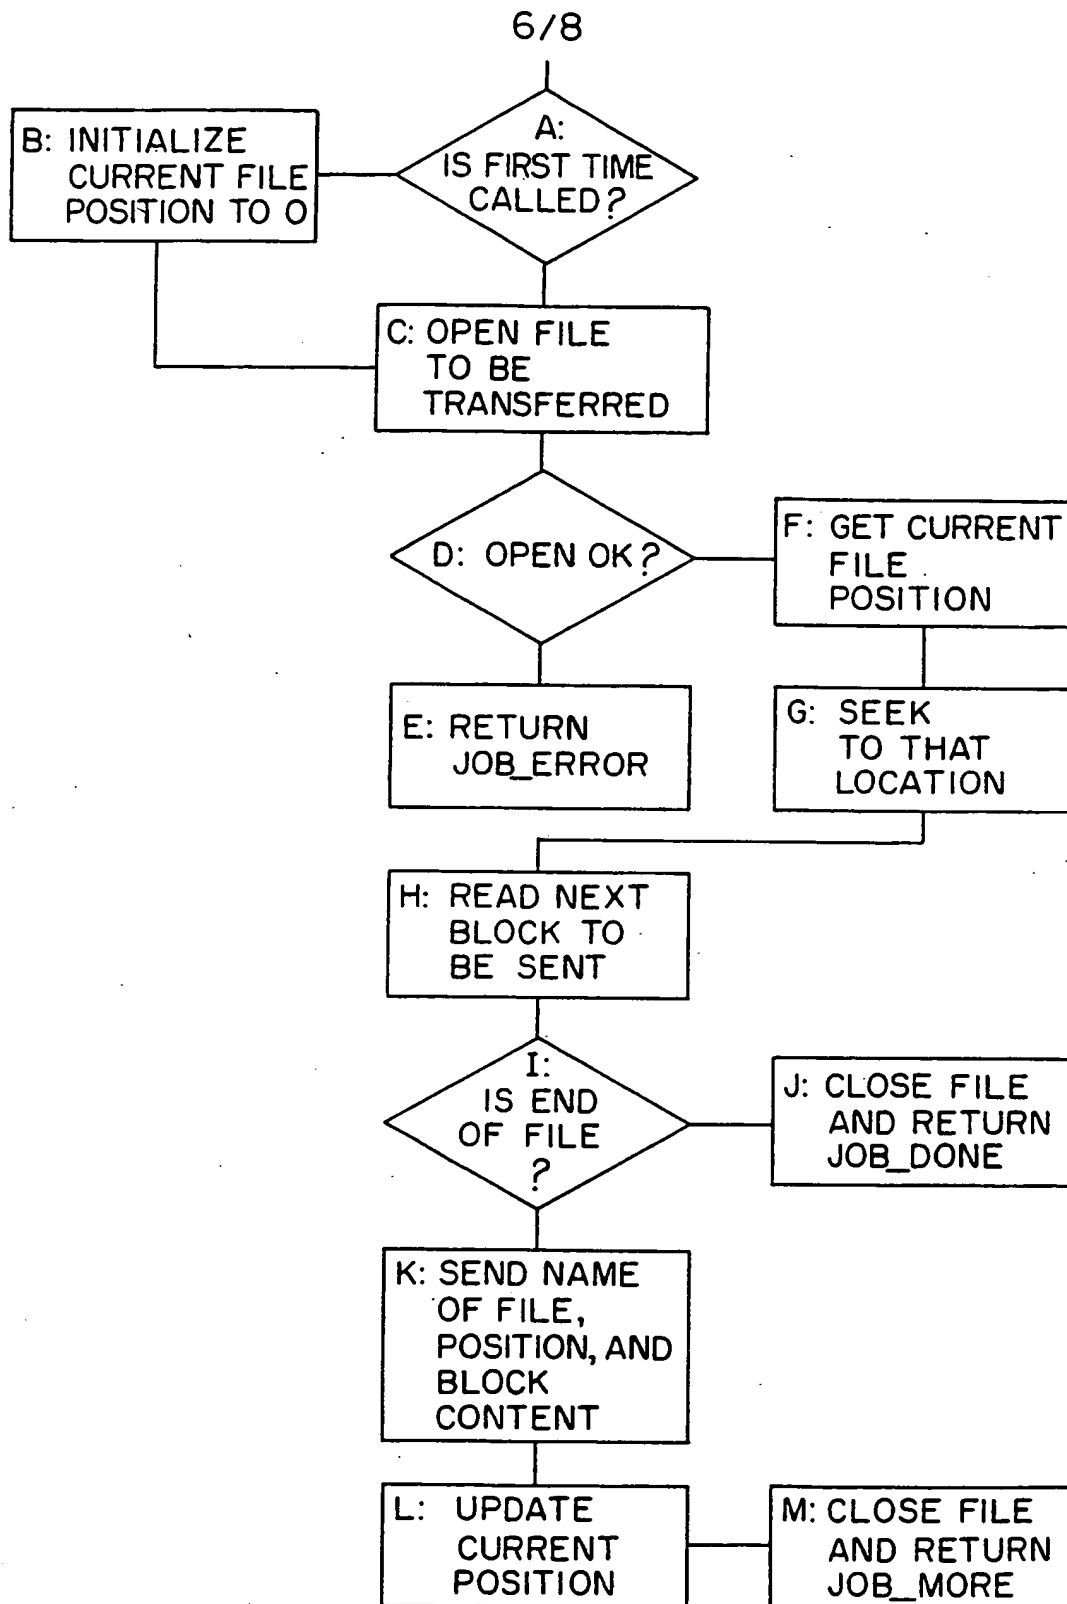 6/8
A:
IS FIRST TIME
CALLED?
B: INITIALIZE
CURRENT FILE
POSITION TO 0
C: OPEN FILE
TO BE
TRANSFERRED
D: OPEN OK?
F: GET CURRENT
FILE
POSITION
E: RETURN
JOB_ERROR
G: SEEK
TO THAT
LOCATION
H: READ NEXT
BLOCK TO
BE SENT
I:
IS END
OF FILE
?
J: CLOSE FILE
AND RETURN
JOB_DONE
K: SEND NAME
OF FILE,
POSITION, AND
BLOCK
CONTENT
L: UPDATE
CURRENT
POSITION
M: CLOSE FILE
AND RETURN
JOB_MORE